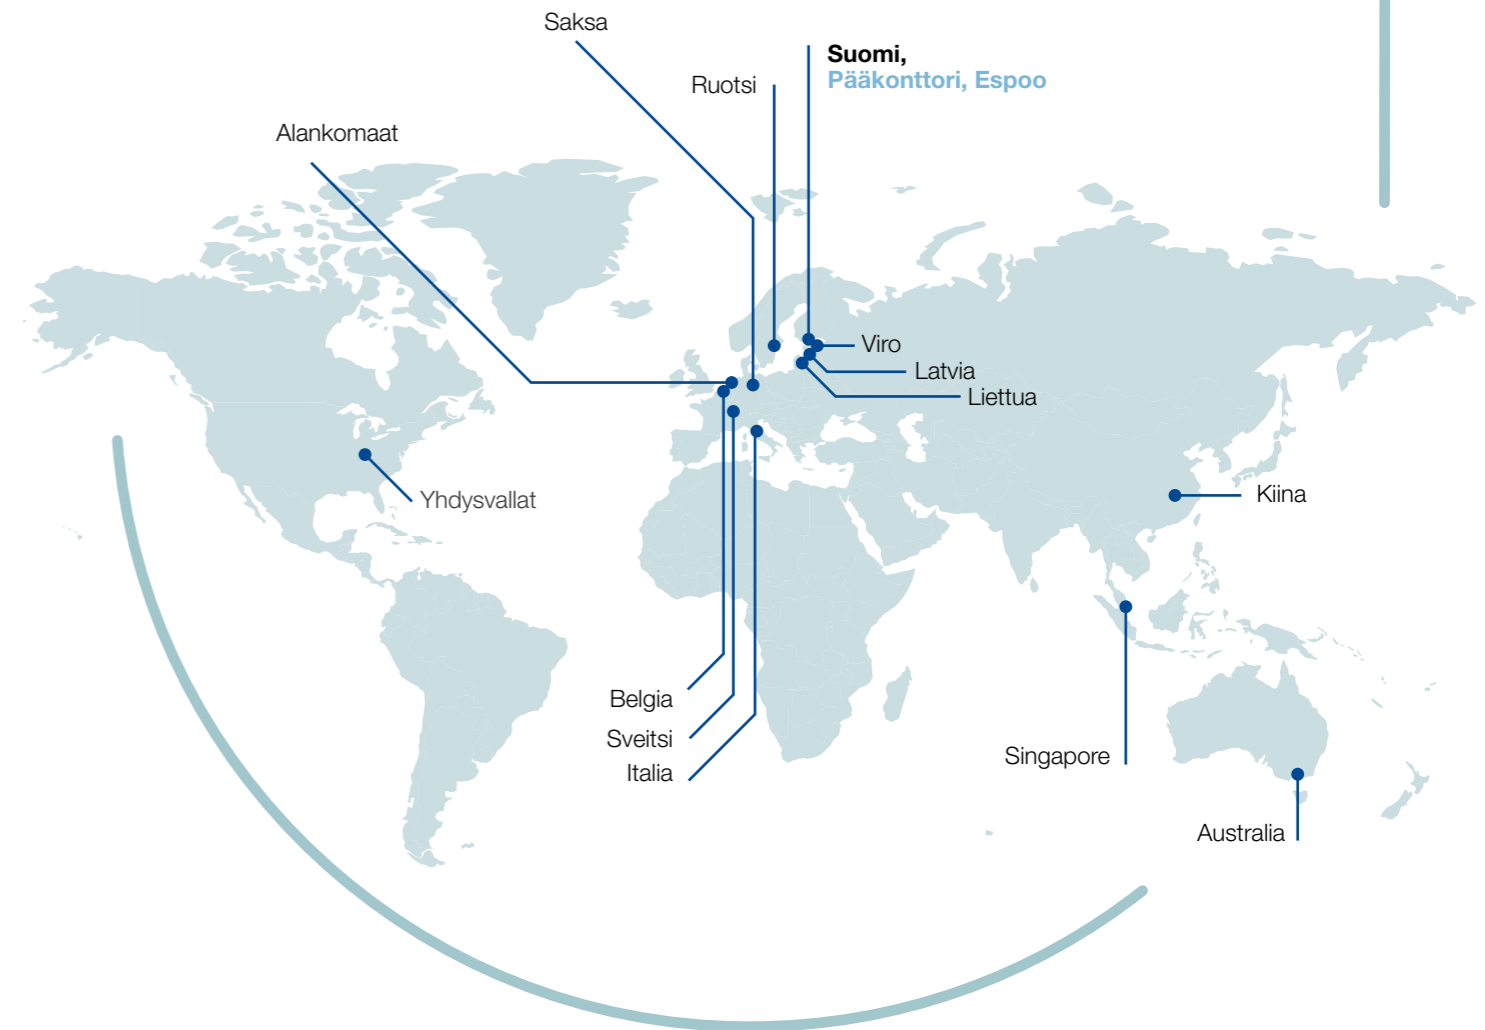 Saksa
Suomi,
Pääkonttori, Espoo
Ruotsi
Alankomaat
Viro
Latvia
Liettua
Yhdysvallat
Kiina
Belgia
Sveitsi
Italia
Singapore
Australia